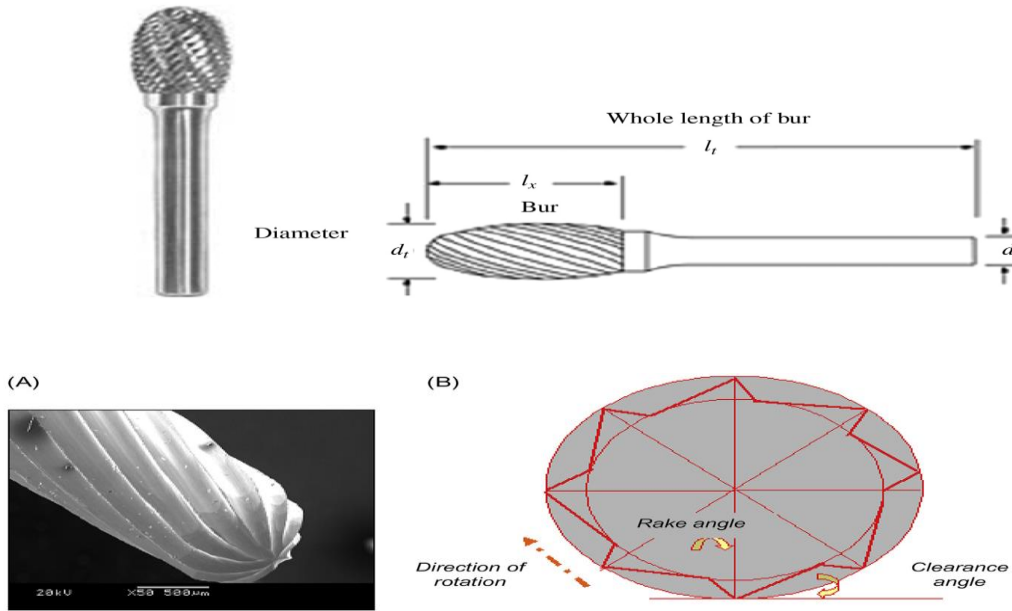 Whole length of bur
l_t
l_x
Bur
Diameter
d_t
d
(A)
(B)
Rake angle
Direction of
rotation
Clearance
angle
20kV X50 500μm